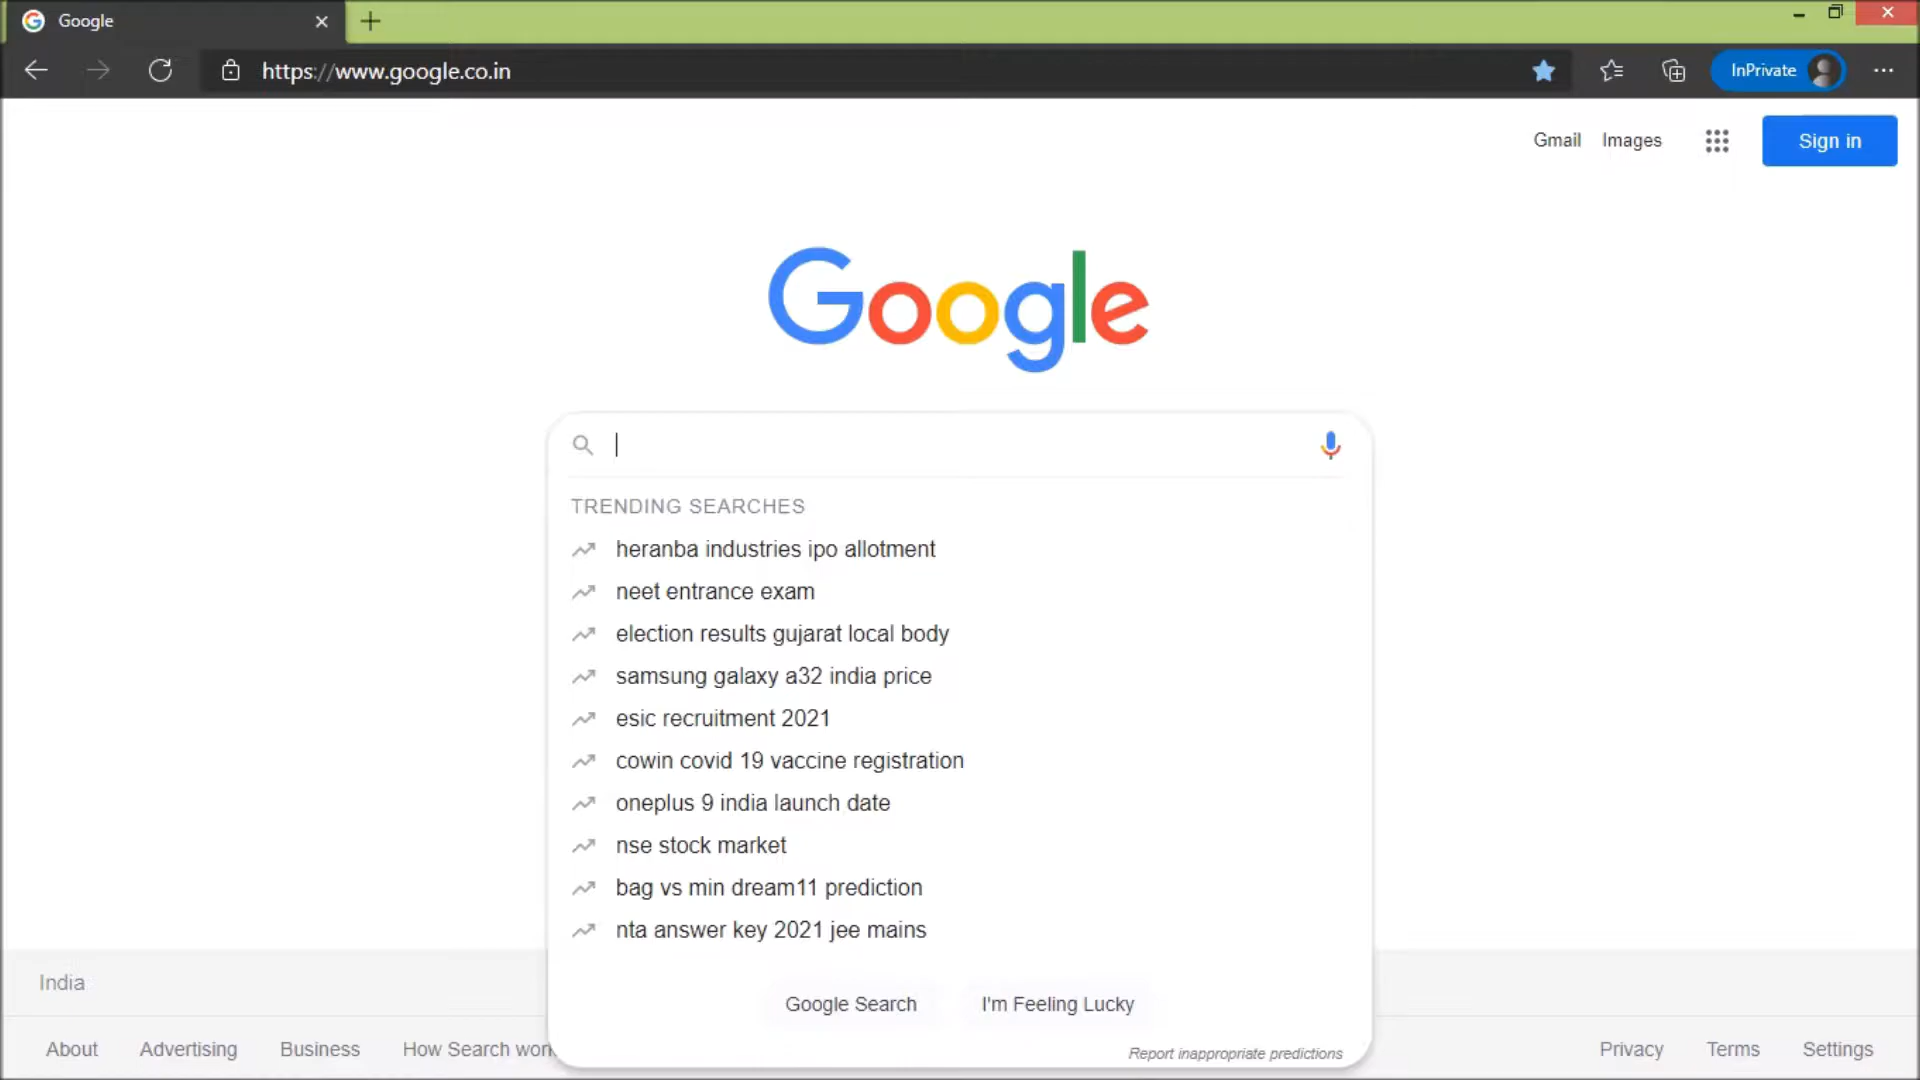 Google
https://www.google.co.in
InPrivate
Gmail Images
Sign in
Google
TRENDING SEARCHES
heranba industries ipo allotment
neet entrance exam
election results gujarat local body
samsung galaxy a32 india price
esic recruitment 2021
cowin covid 19 vaccine registration
oneplus 9 india launch date
nse stock market
bag vs min dream11 prediction
nta answer key 2021 jee mains
India
Google Search I'm Feeling Lucky
About Advertising Business How Search wor
Report inappropriate predictions
Privacy Terms Settings